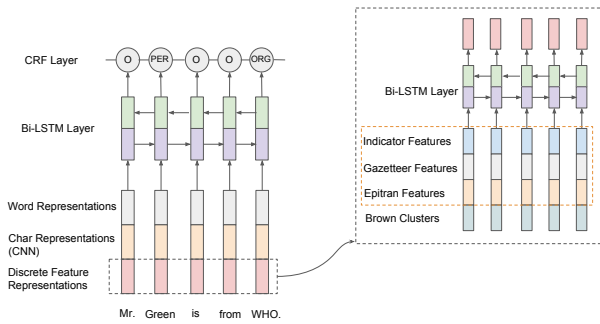 CRF Layer
O PER O O ORG
Bi-LSTM Layer
Word Representations
Char Representations
(CNN)
Discrete Feature
Representations
Mr. Green is from WHO.
Bi-LSTM Layer
Indicator Features
Gazetteer Features
Epitran Features
Brown Clusters